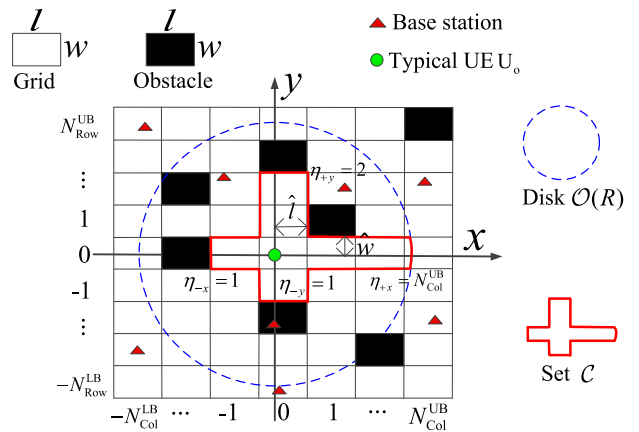 l
w
Grid
l
w
Obstacle
Base station
Typical UE U_o
y
N_Row^UB
⋮
1
0
-1
⋮
-N_Row^LB
η_{+y} = 2
l̂
ŵ
x
η_{-x} = 1
η_{-y} = 1
η_{+x} = N_Col^UB
-N_Col^LB ··· -1 0 1 ··· N_Col^UB
Disk 𝒪(R)
Set 𝒞